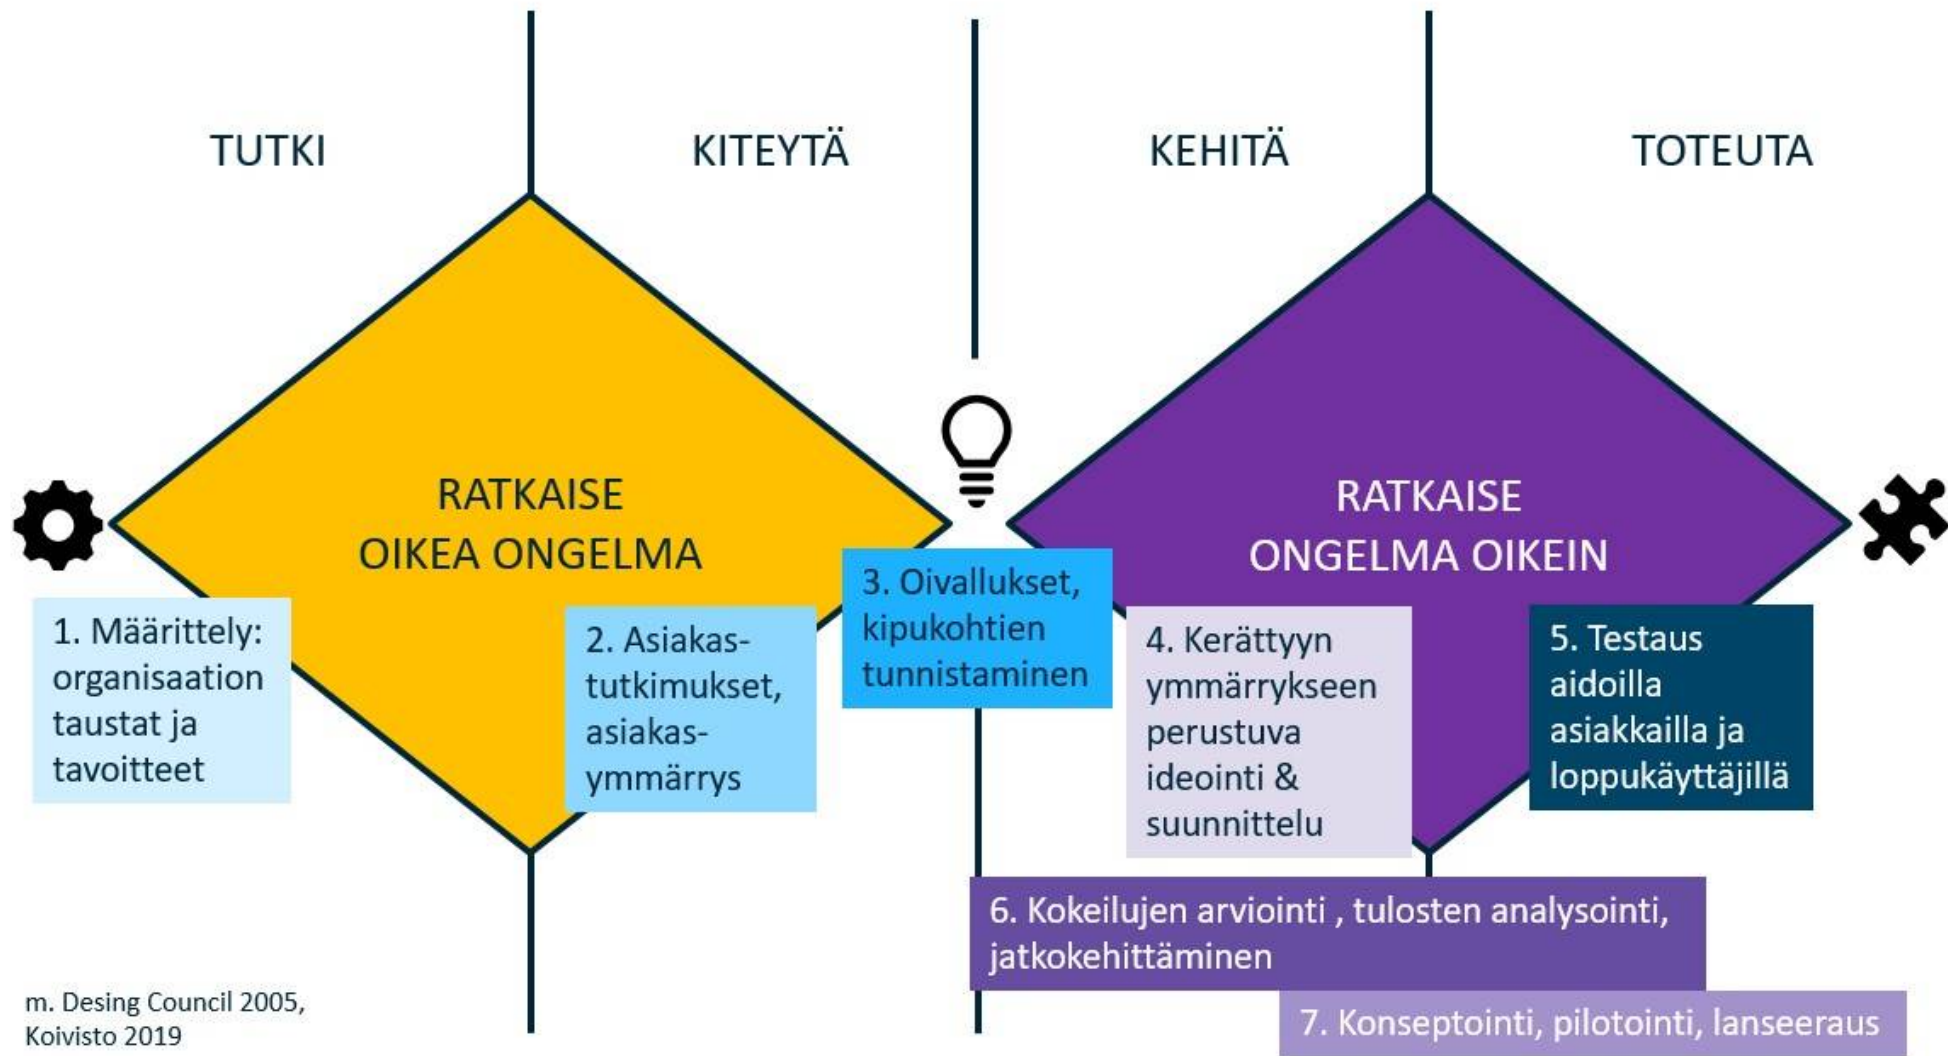 TUTKI
KITEYTÄ
KEHITÄ
TOTEUTA
RATKAISE
OIKEA ONGELMA
RATKAISE
ONGELMA OIKEIN
1. Määrittely:
organisaation
taustat ja
tavoitteet
2. Asiakas-
tutkimukset,
asiakas-
ymmärrys
3. Oivallukset,
kipukohtien
tunnistaminen
4. Kerättyyn
ymmärrykseen
perustuva
ideointi &
suunnittelu
5. Testaus
aidoilla
asiakkailla ja
loppukäyttäjillä
6. Kokeilujen arviointi , tulosten analysointi,
jatkokehittäminen
7. Konseptointi, pilotointi, lanseeraus
m. Desing Council 2005,
Koivisto 2019